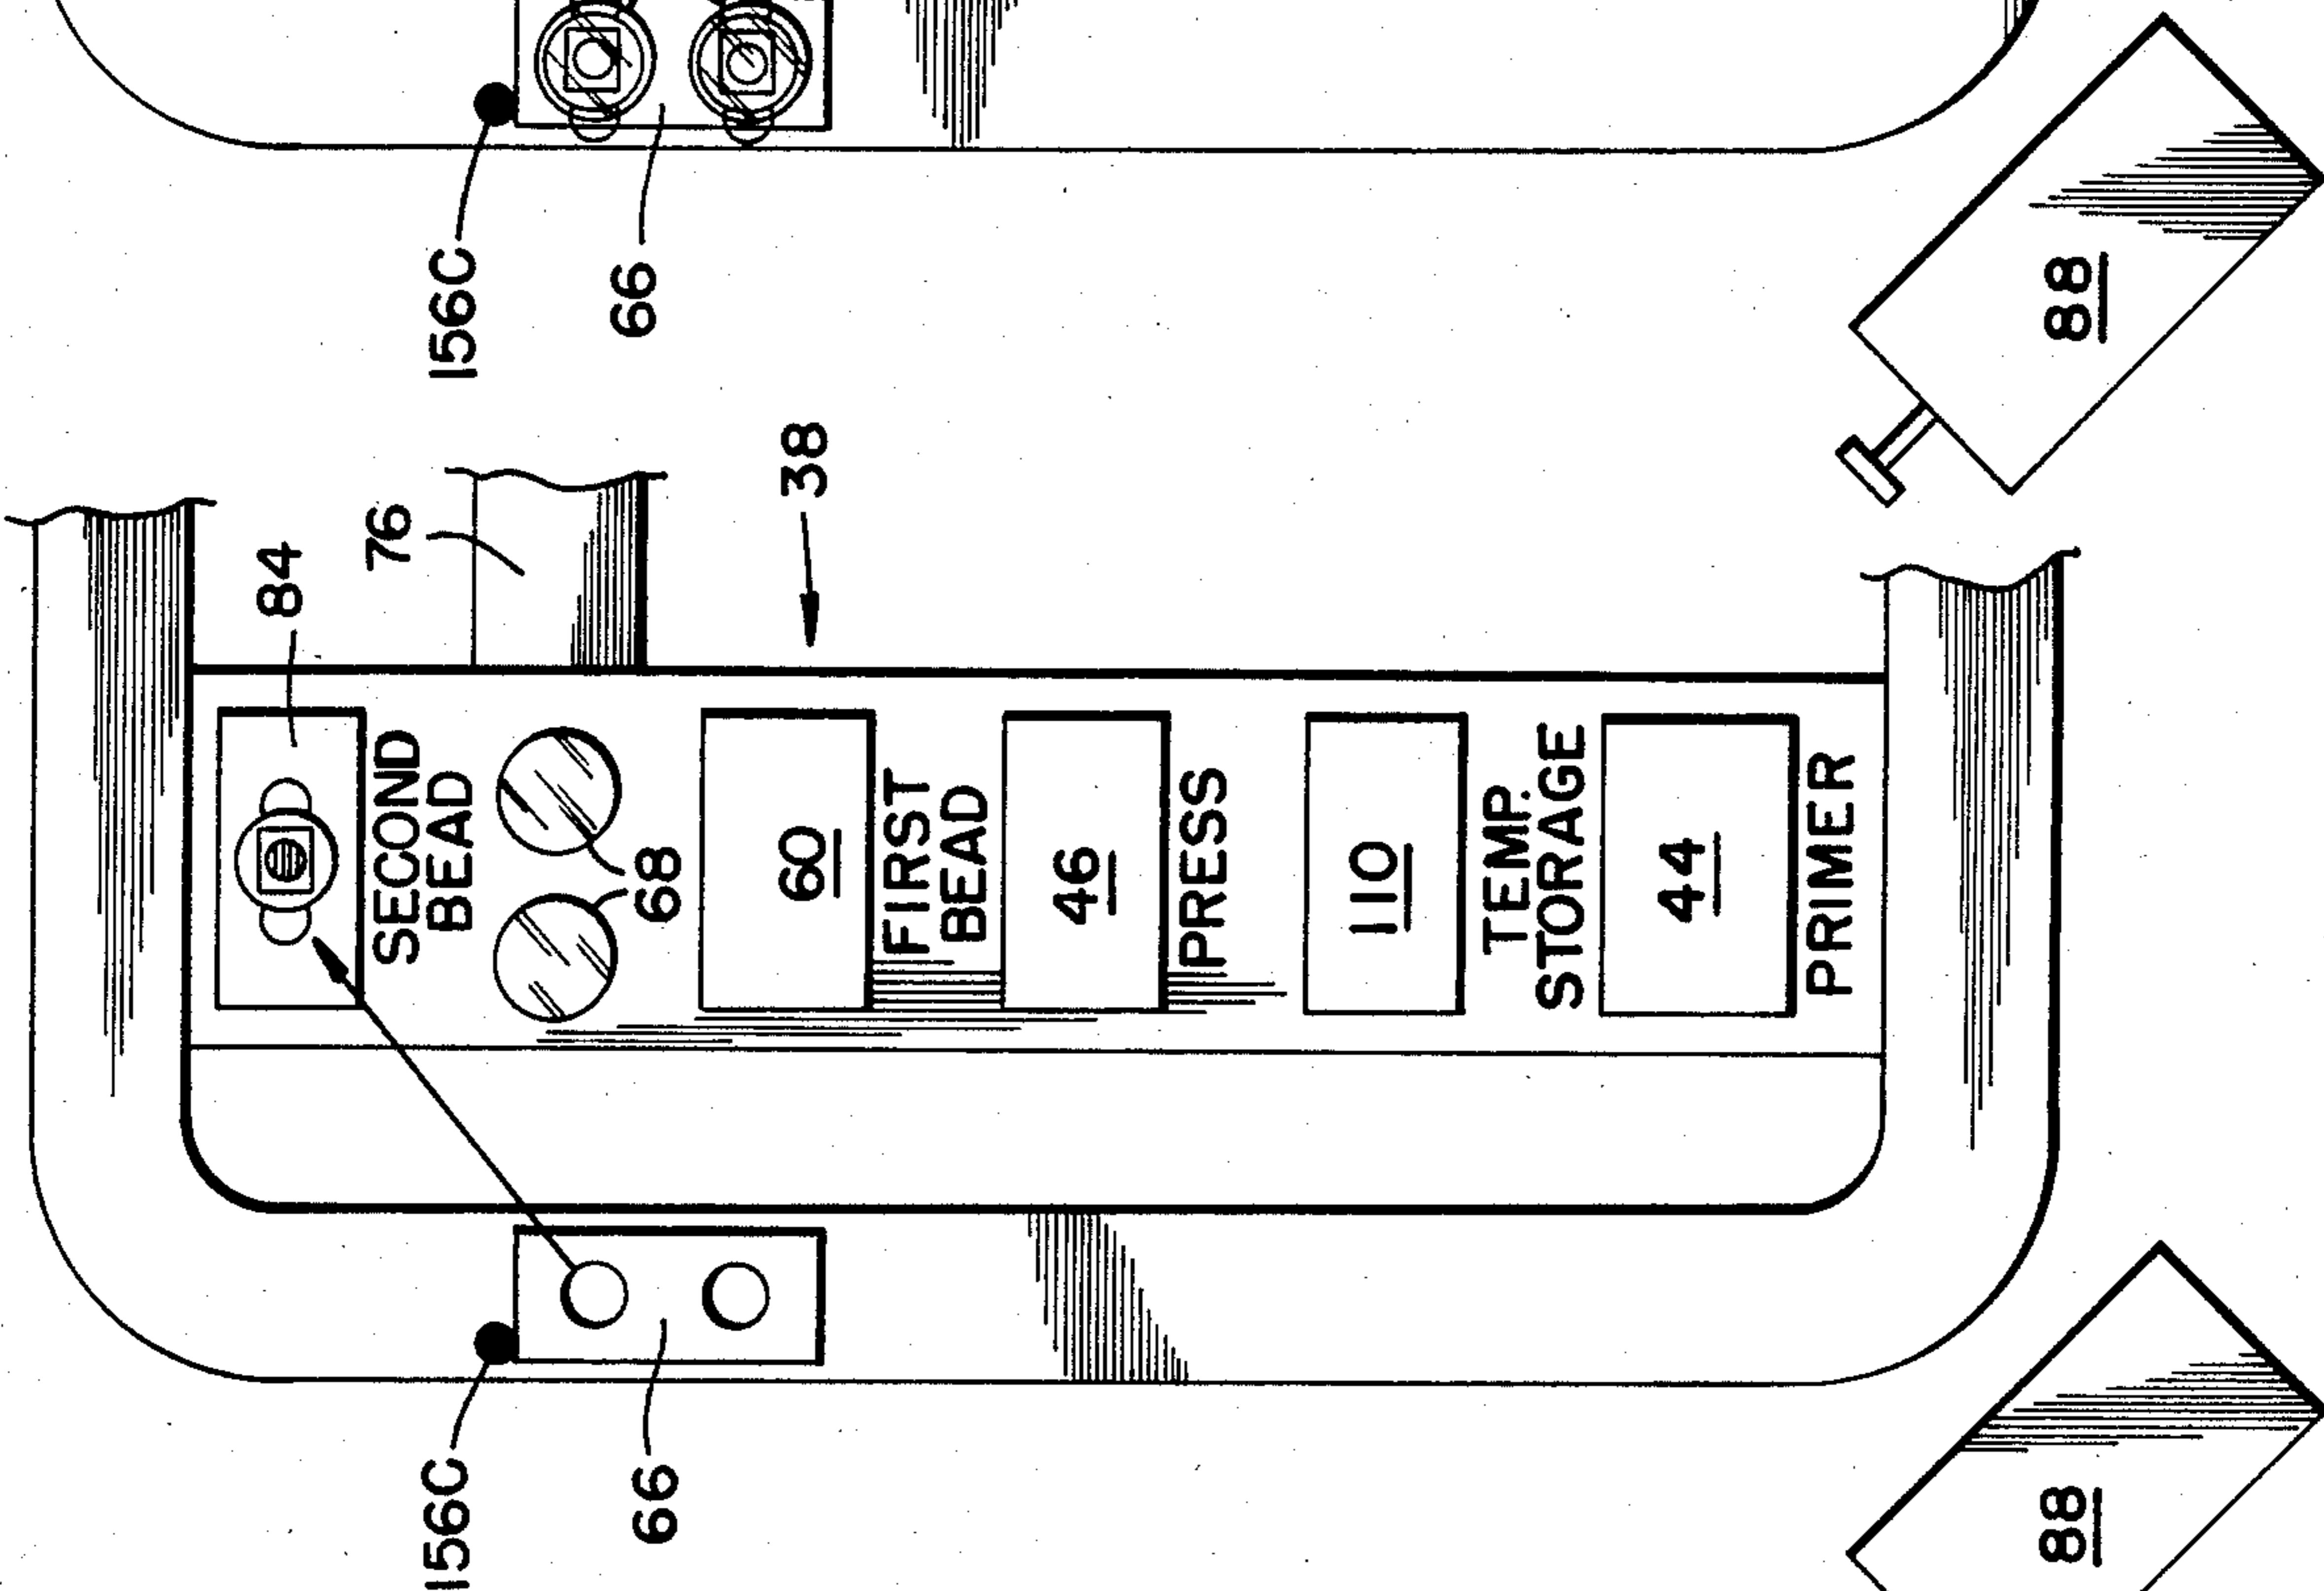 156C
66
88
38
76
84
SECOND
BEAD
68
60
FIRST
BEAD
46
PRESS
110
TEMP.
STORAGE
44
PRIMER
156C
66
88